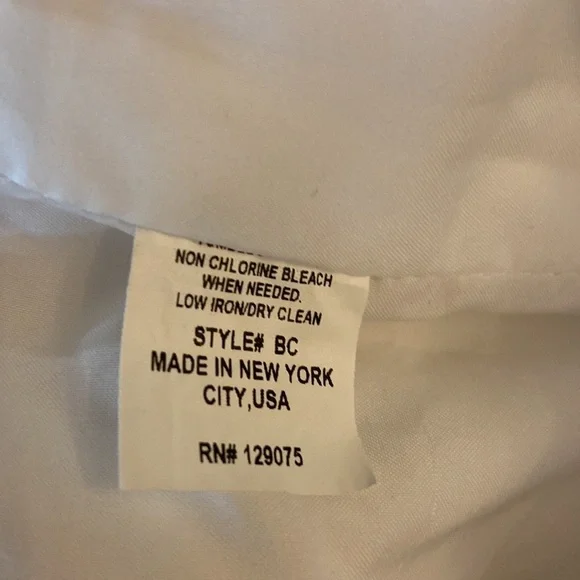 NON CHLORINE BLEACH
WHEN NEEDED.
LOW IRON/DRY CLEAN
STYLE# BC
MADE IN NEW YORK
CITY,USA
RN# 129075